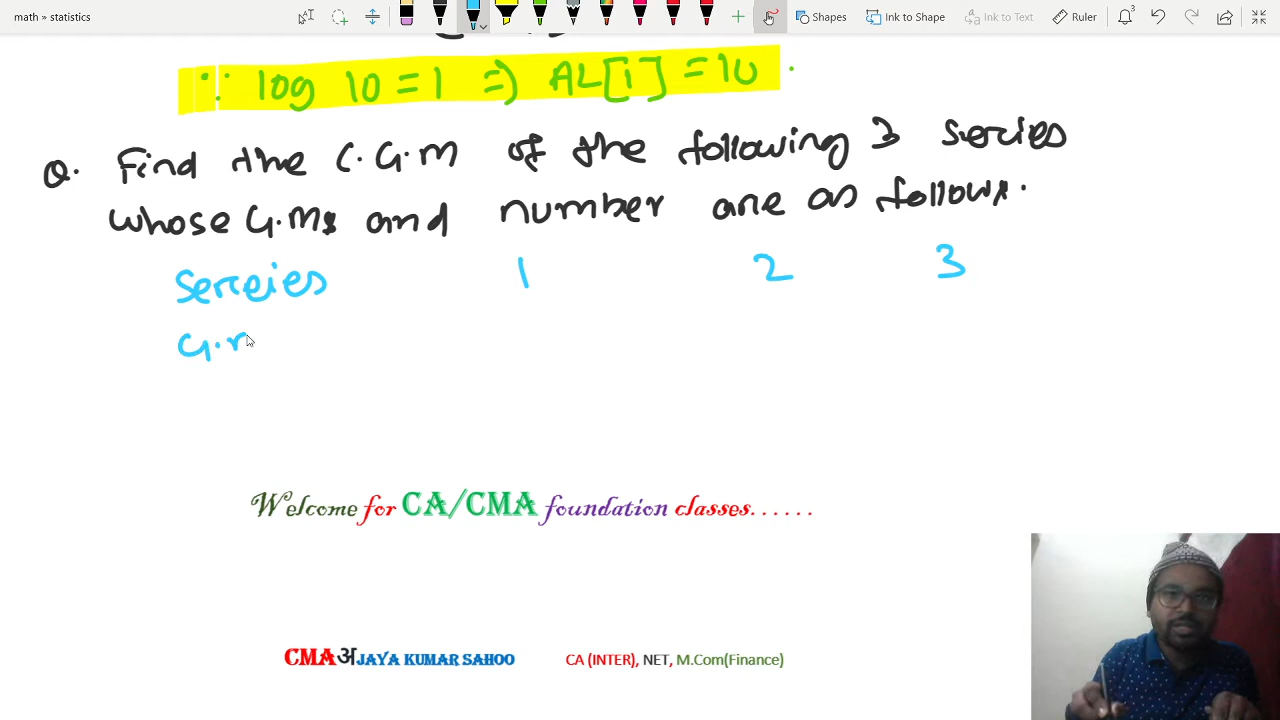 math » statistics
Shapes Ink to Shape Ink to Text Ruler
∵ log 10 = 1 ⇒ AL[1] = 10 .
Q. Find the C.G.M of the following 3 series
whose G.Ms and number are as follows.
Sereies 1 2 3
G.
Welcome for CA/CMA foundation classes......
CMAअJAYA KUMAR SAHOO CA (INTER), NET, M.Com(Finance)